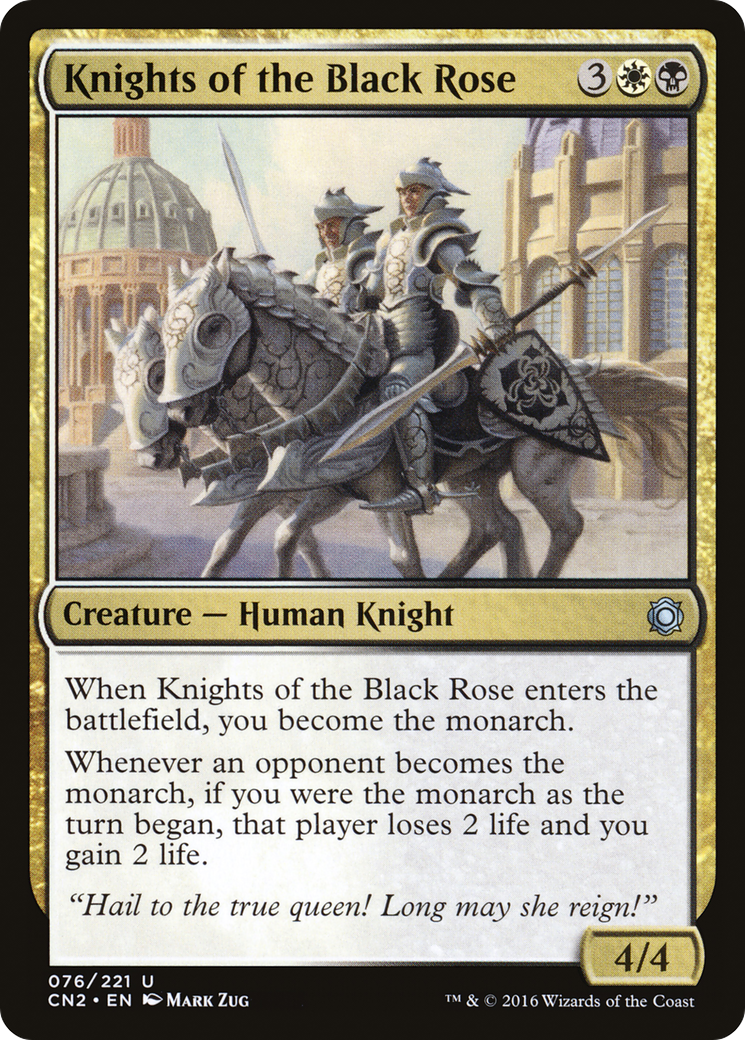 Knights of the Black Rose 3
Creature — Human Knight
When Knights of the Black Rose enters the
battlefield, you become the monarch.
Whenever an opponent becomes the
monarch, if you were the monarch as the
turn began, that player loses 2 life and you
gain 2 life.
“Hail to the true queen! Long may she reign!”
4/4
076/221 U
CN2 • EN Mark Zug
™ & © 2016 Wizards of the Coast